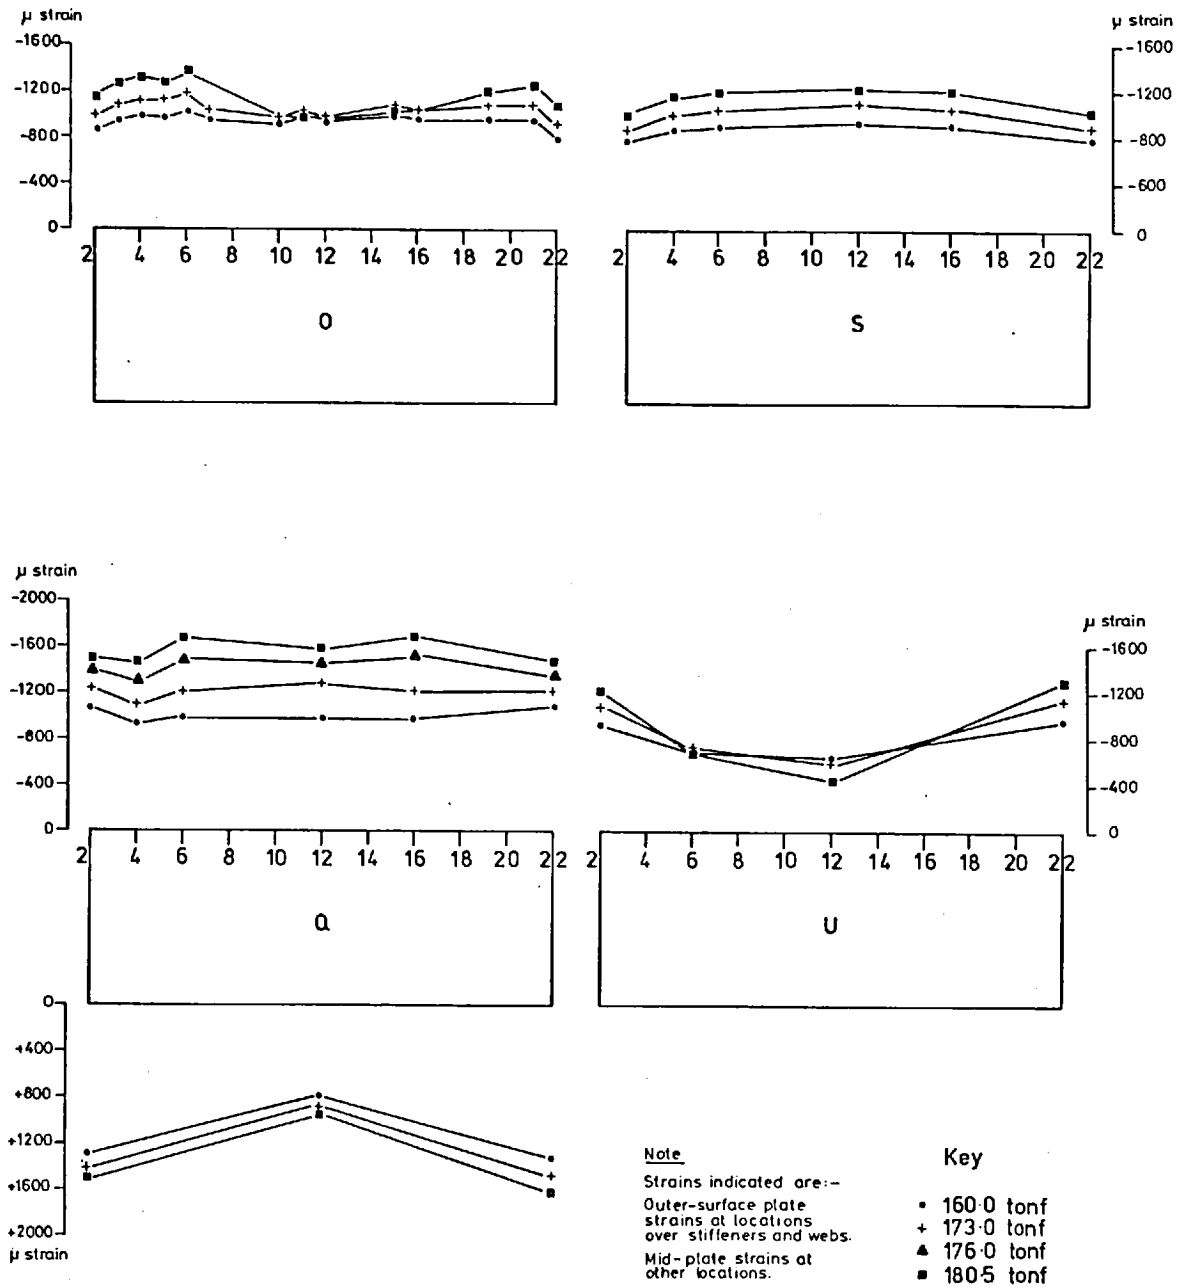 µ strain
-1600
-1200
-800
-400
0
2 4 6 8 10 12 14 16 18 20 22
O
µ strain
-1600
-1200
-800
-600
0
2 4 6 8 10 12 14 16 18 20 22
S
µ strain
-2000
-1600
-1200
-800
-400
0
2 4 6 8 10 12 14 16 18 20 22
Q
0
+400
+800
+1200
+1600
+2000
µ strain
µ strain
-1600
-1200
-800
-400
0
2 4 6 8 10 12 14 16 18 20 22
U
Note
Strains indicated are:-
Outer-surface plate
strains at locations
over stiffeners and webs.
Mid-plate strains at
other locations.
Key
• 160·0 tonf
+ 173·0 tonf
▲ 176·0 tonf
■ 180·5 tonf